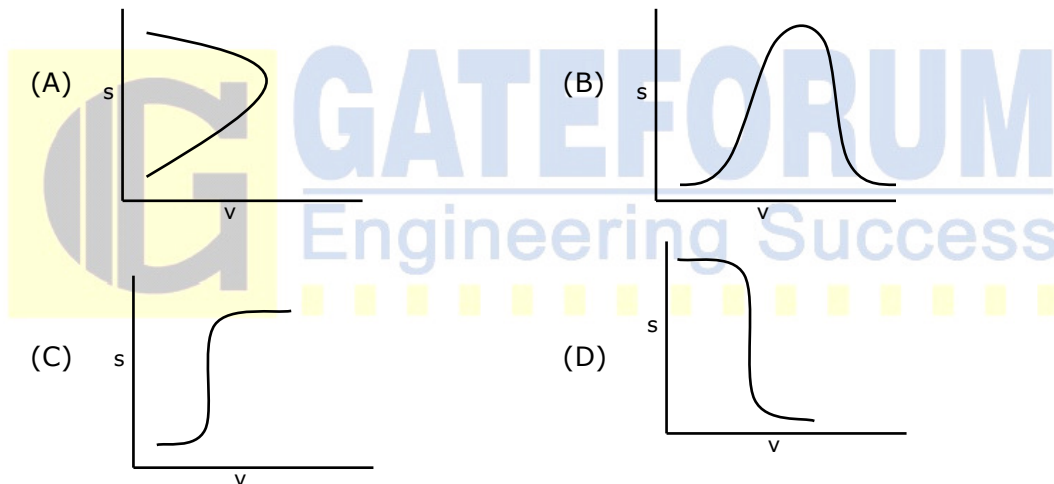 GATEFORUM
Engineering Success
(A)
s
v
(B)
s
v
(C)
s
v
(D)
s
v